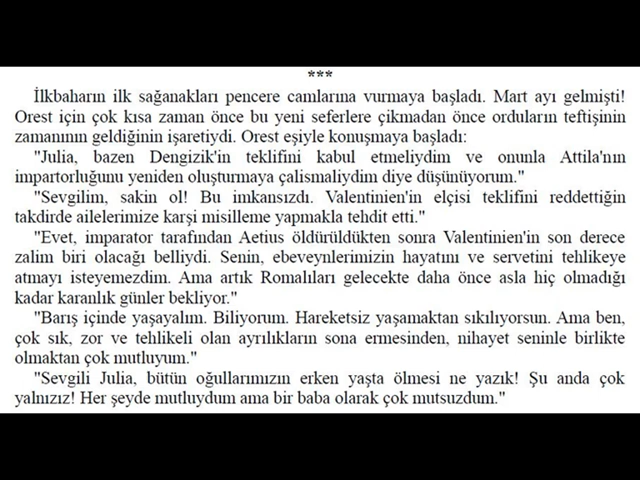 ***
İlkbaharın ilk sağanakları pencere camlarına vurmaya başladı. Mart ayı gelmişti!
Orest için çok kısa zaman önce bu yeni seferlere çikmadan önce orduların teftişinin
zamanının geldiğinin işaretiydi. Orest eşiyle konuşmaya başladı:
"Julia, bazen Dengizik'in teklifini kabul etmeliydim ve onunla Attila'nın
impartorluğunu yeniden oluşturmaya çalismaliydim diye düşünüyorum."
"Sevgilim, sakin ol! Bu imkansızdı. Valentinien'in elçisi teklifini reddettiğin
takdirde ailelerimize karşi misilleme yapmakla tehdit etti."
"Evet, imparator tarafından Aetius öldürüldükten sonra Valentinien'in son derece
zalim biri olacağı belliydi. Senin, ebeveynlerimizin hayatını ve servetini tehlikeye
atmayı isteyemezdim. Ama artık Romalıları gelecekte daha önce asla hiç olmadığı
kadar karanlık günler bekliyor."
"Barış içinde yaşayalım. Biliyorum. Hareketsiz yaşamaktan sıkılıyorsun. Ama ben,
çok sık, zor ve tehlikeli olan ayrılıkların sona ermesinden, nihayet seninle birlikte
olmaktan çok mutluyum."
"Sevgili Julia, bütün oğullarımızın erken yaşta ölmesi ne yazık! Şu anda çok
yalnızız! Her şeyde mutluydum ama bir baba olarak çok mutsuzdum."